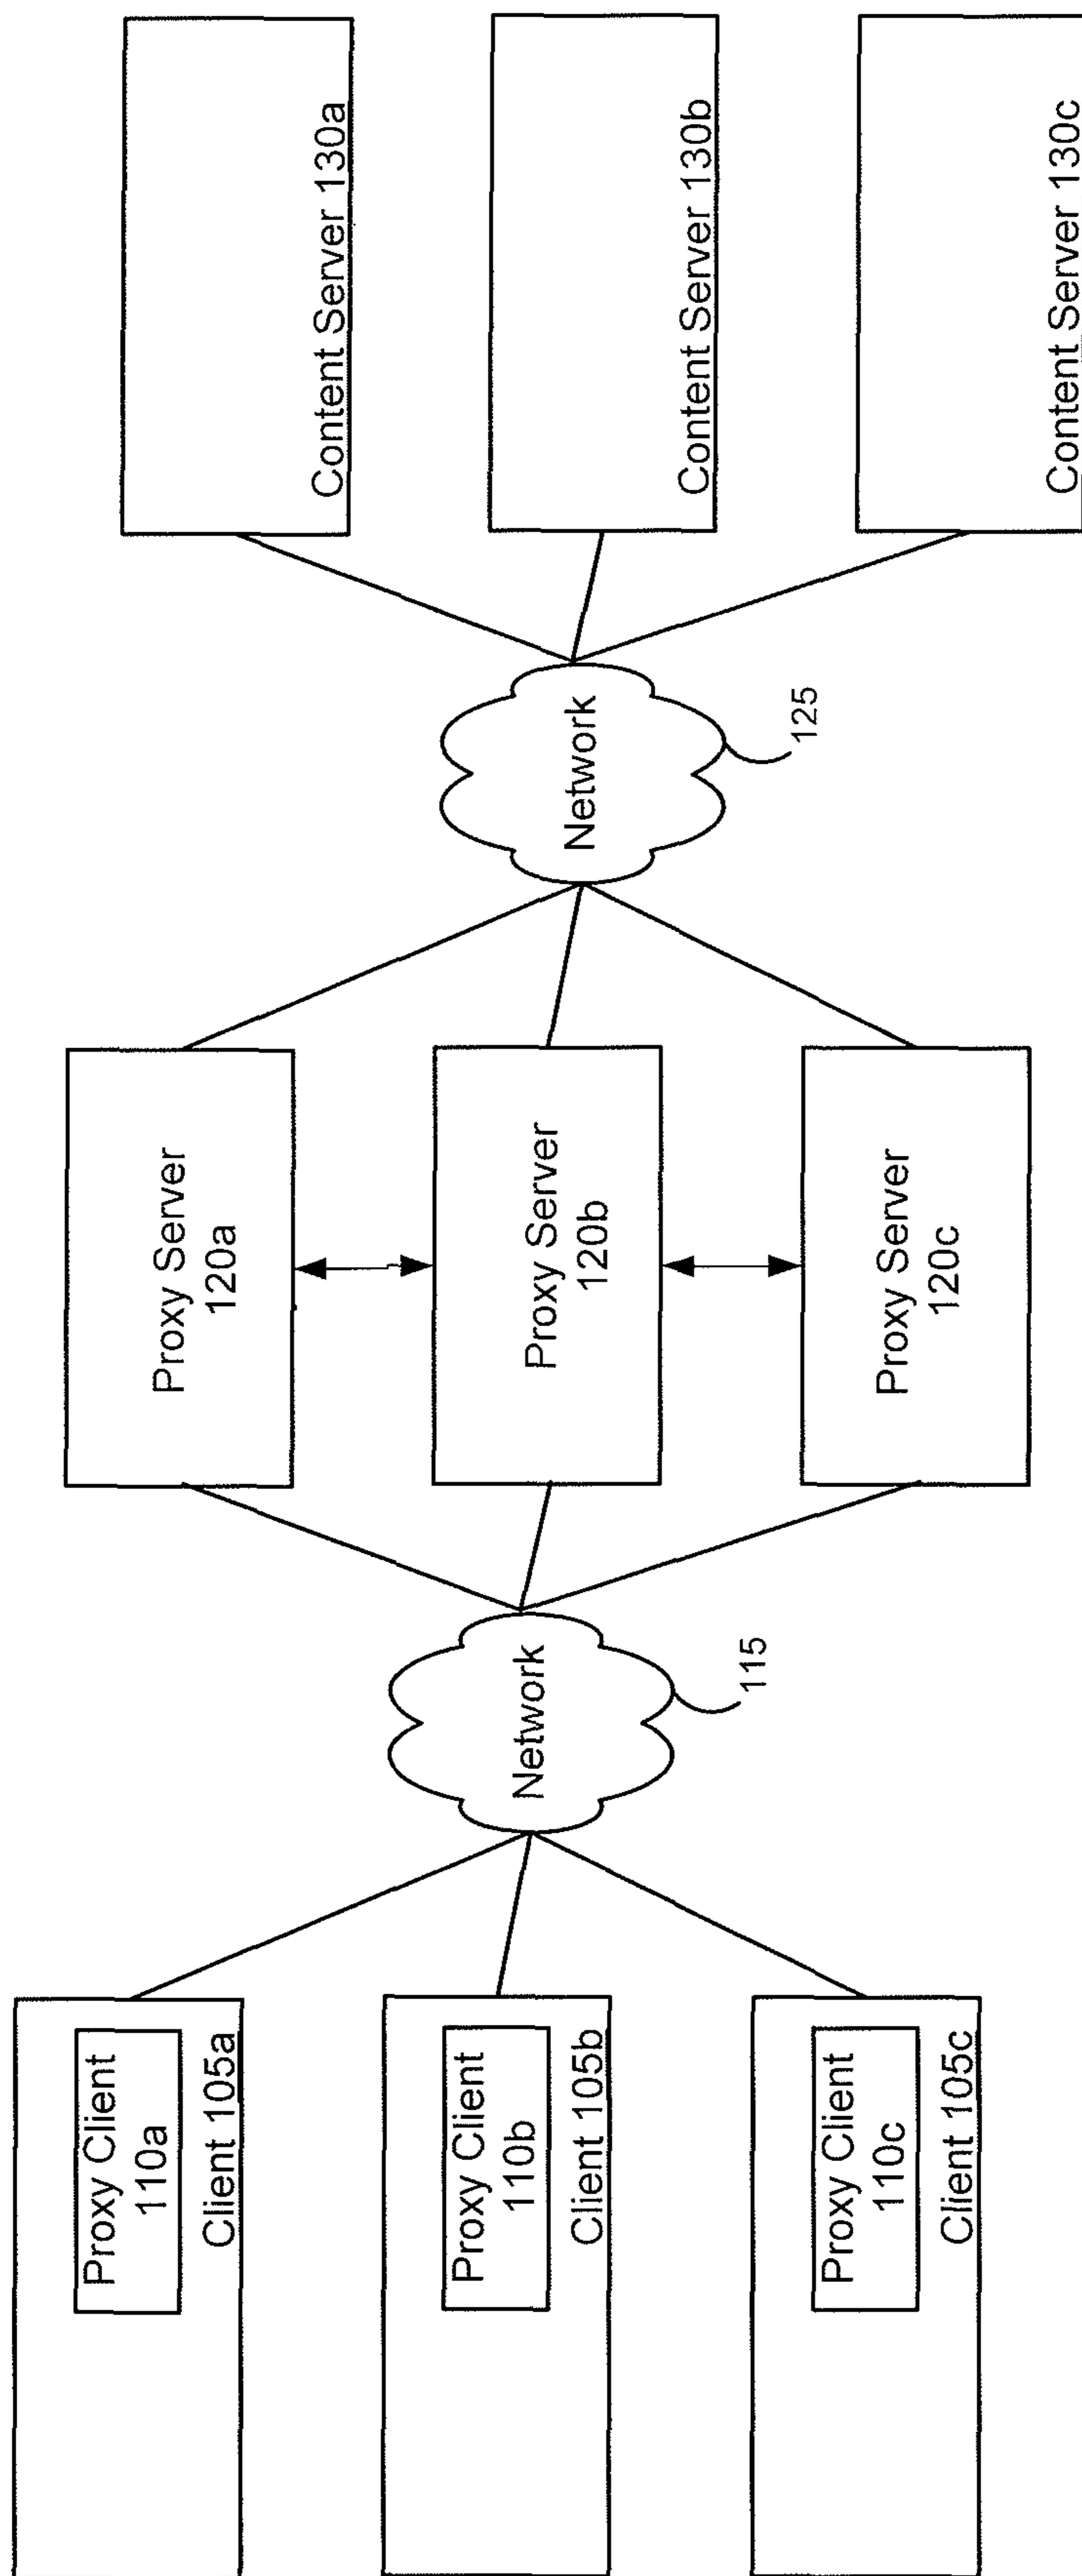 Proxy Client
110a
Client 105a
Proxy Client
110b
Client 105b
Proxy Client
110c
Client 105c
Network
115
Proxy Server
120a
Proxy Server
120b
Proxy Server
120c
Network
125
Content Server 130a
Content Server 130b
Content Server 130c